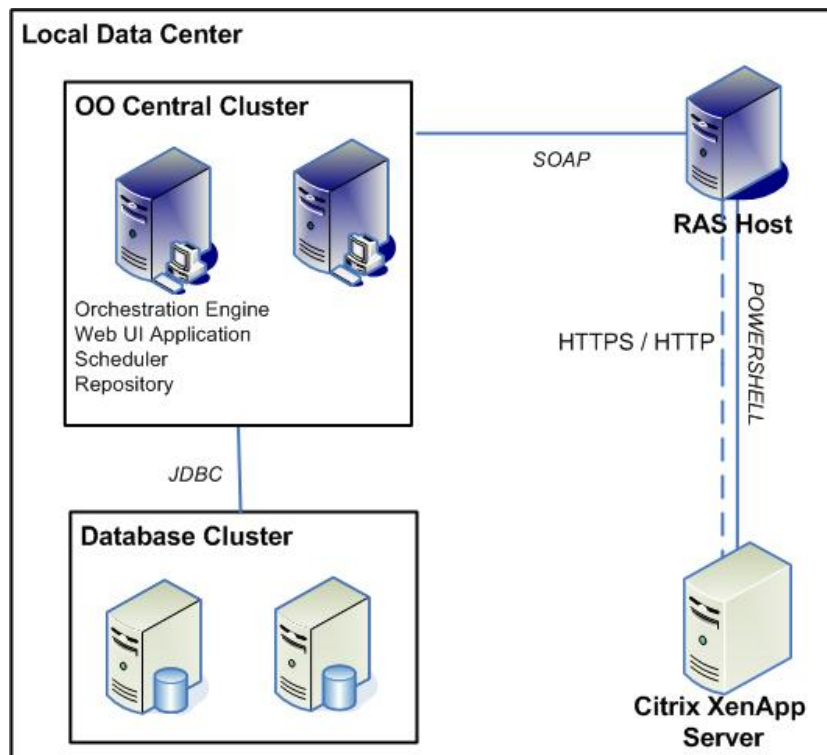 Local Data Center
OO Central Cluster
SOAP
RAS Host
Orchestration Engine
Web UI Application
Scheduler
Repository
HTTPS / HTTP
POWERSHELL
JDBC
Database Cluster
Citrix XenApp
Server